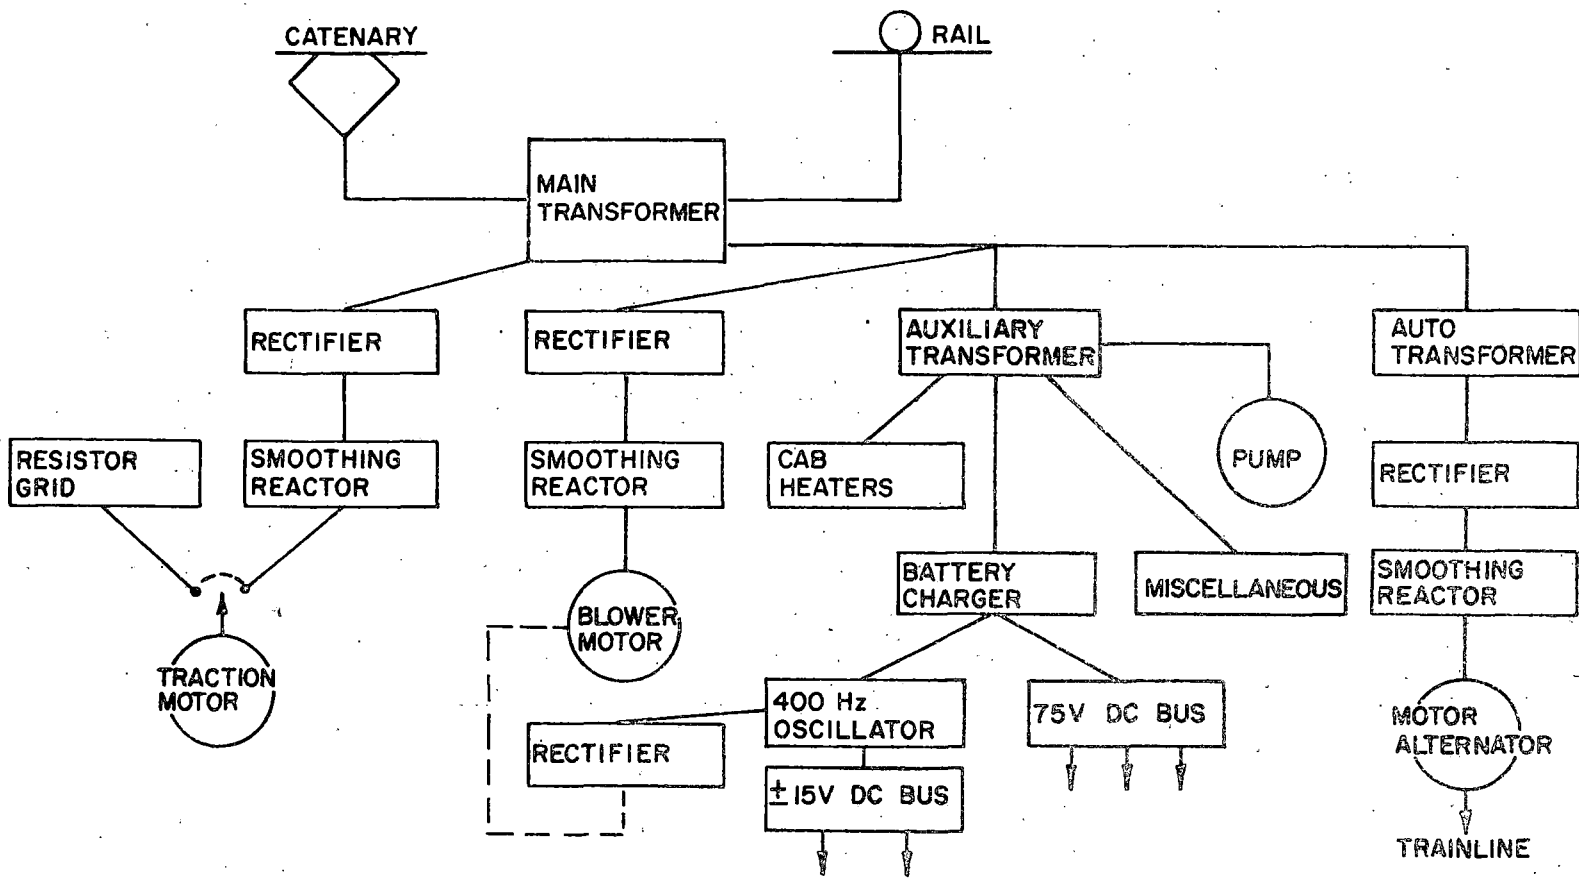 CATENARY
RAIL
MAIN
TRANSFORMER
RECTIFIER
RECTIFIER
AUXILIARY
TRANSFORMER
AUTO
TRANSFORMER
RESISTOR
GRID
SMOOTHING
REACTOR
SMOOTHING
REACTOR
CAB
HEATERS
PUMP
RECTIFIER
BATTERY
CHARGER
MISCELLANEOUS
SMOOTHING
REACTOR
BLOWER
MOTOR
TRACTION
MOTOR
400 Hz
OSCILLATOR
75V DC BUS
MOTOR
ALTERNATOR
RECTIFIER
±15V DC BUS
TRAINLINE